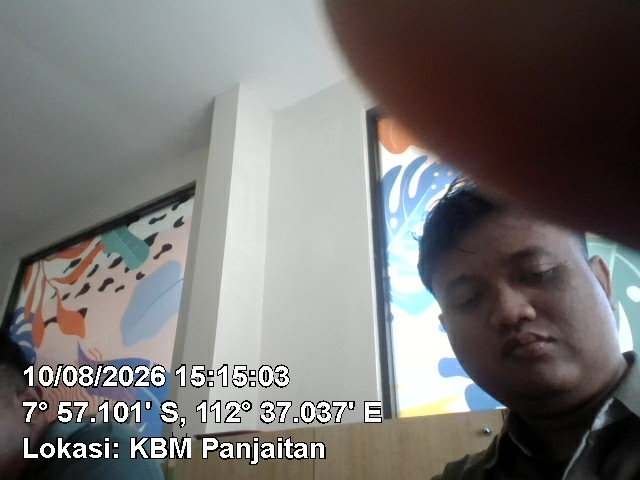 10/08/2026 15:15:03
7° 57.101' S, 112° 37.037' E
Lokasi: KBM Panjaitan